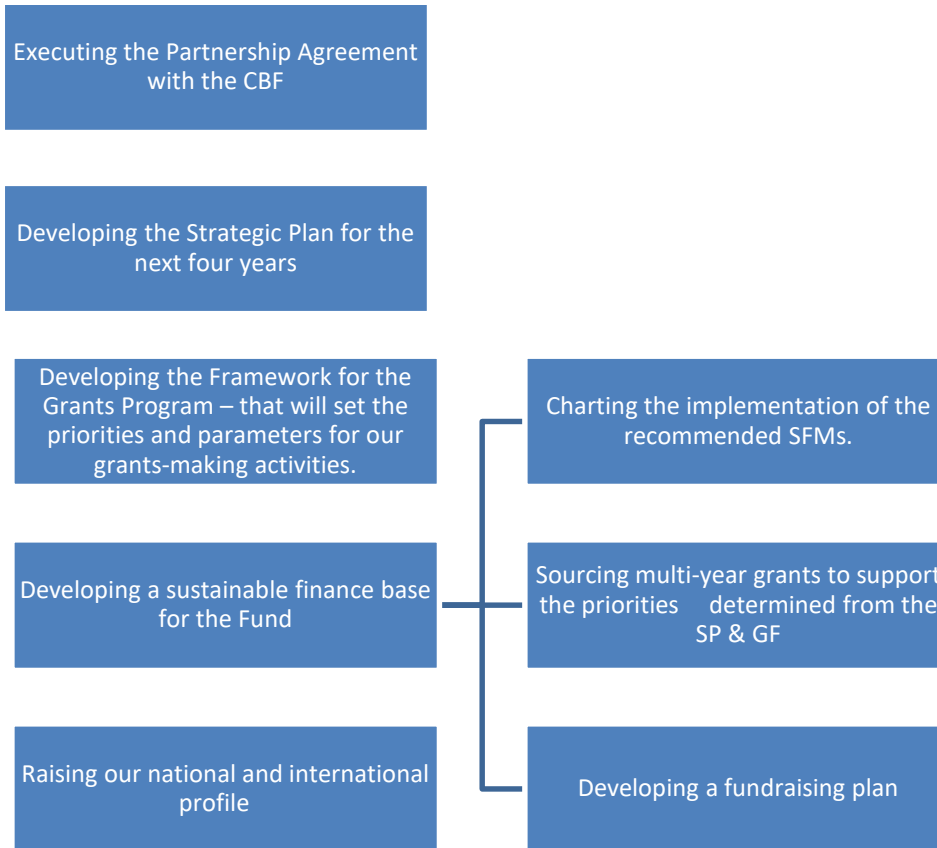 Executing the Partnership Agreement
with the CBF
Developing the Strategic Plan for the
next four years
Developing the Framework for the
Grants Program – that will set the
priorities and parameters for our
grants-making activities.
Developing a sustainable finance base
for the Fund
Raising our national and international
profile
Charting the implementation of the
recommended SFMs.
Sourcing multi-year grants to support
the priorities determined from the
SP & GF
Developing a fundraising plan